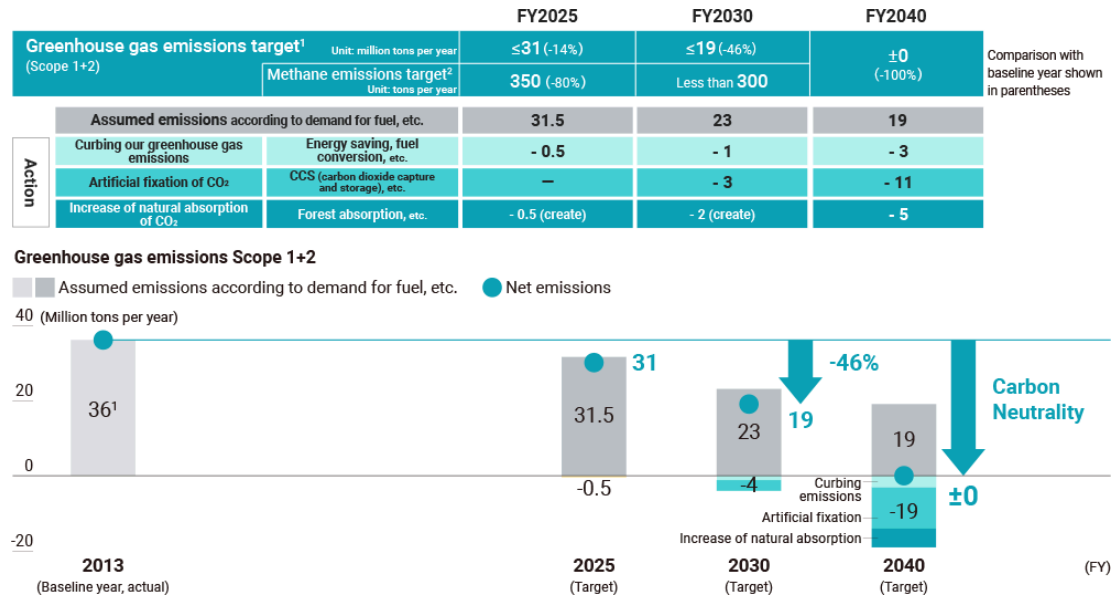 FY2025 FY2030 FY2040
Greenhouse gas emissions target¹ Unit: million tons per year ≤31 (-14%) ≤19 (-46%) ±0
(Scope 1+2) (-100%)
Methane emissions target² 350 (-80%) Less than 300
Unit: tons per year
Comparison with
baseline year shown
in parentheses
Assumed emissions according to demand for fuel, etc. 31.5 23 19
Action
Curbing our greenhouse gas
emissions
Energy saving, fuel
conversion, etc.
- 0.5 - 1 - 3
Artificial fixation of CO₂
CCS (carbon dioxide capture
and storage), etc.
— - 3 - 11
Increase of natural absorption
of CO₂
Forest absorption, etc.
- 0.5 (create) - 2 (create) - 5
Greenhouse gas emissions Scope 1+2
Assumed emissions according to demand for fuel, etc. Net emissions
40 (Million tons per year)
20
0
-20
36¹
31.5
31
-0.5
23
19
-4
-46%
19
-19
±0
Carbon
Neutrality
Curbing
emissions
Artificial fixation
Increase of natural absorption
2013 2025 2030 2040 (FY)
(Baseline year, actual) (Target) (Target) (Target)